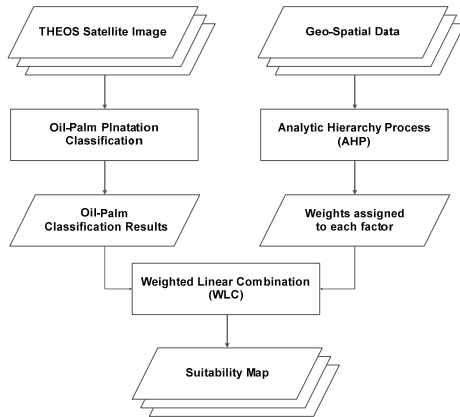 THEOS Satellite Image
Geo-Spatial Data
Oil-Palm Plnatation
Classification
Analytic Hierarchy Process
(AHP)
Oil-Palm
Classification Results
Weights assigned
to each factor
Weighted Linear Combination
(WLC)
Suitability Map